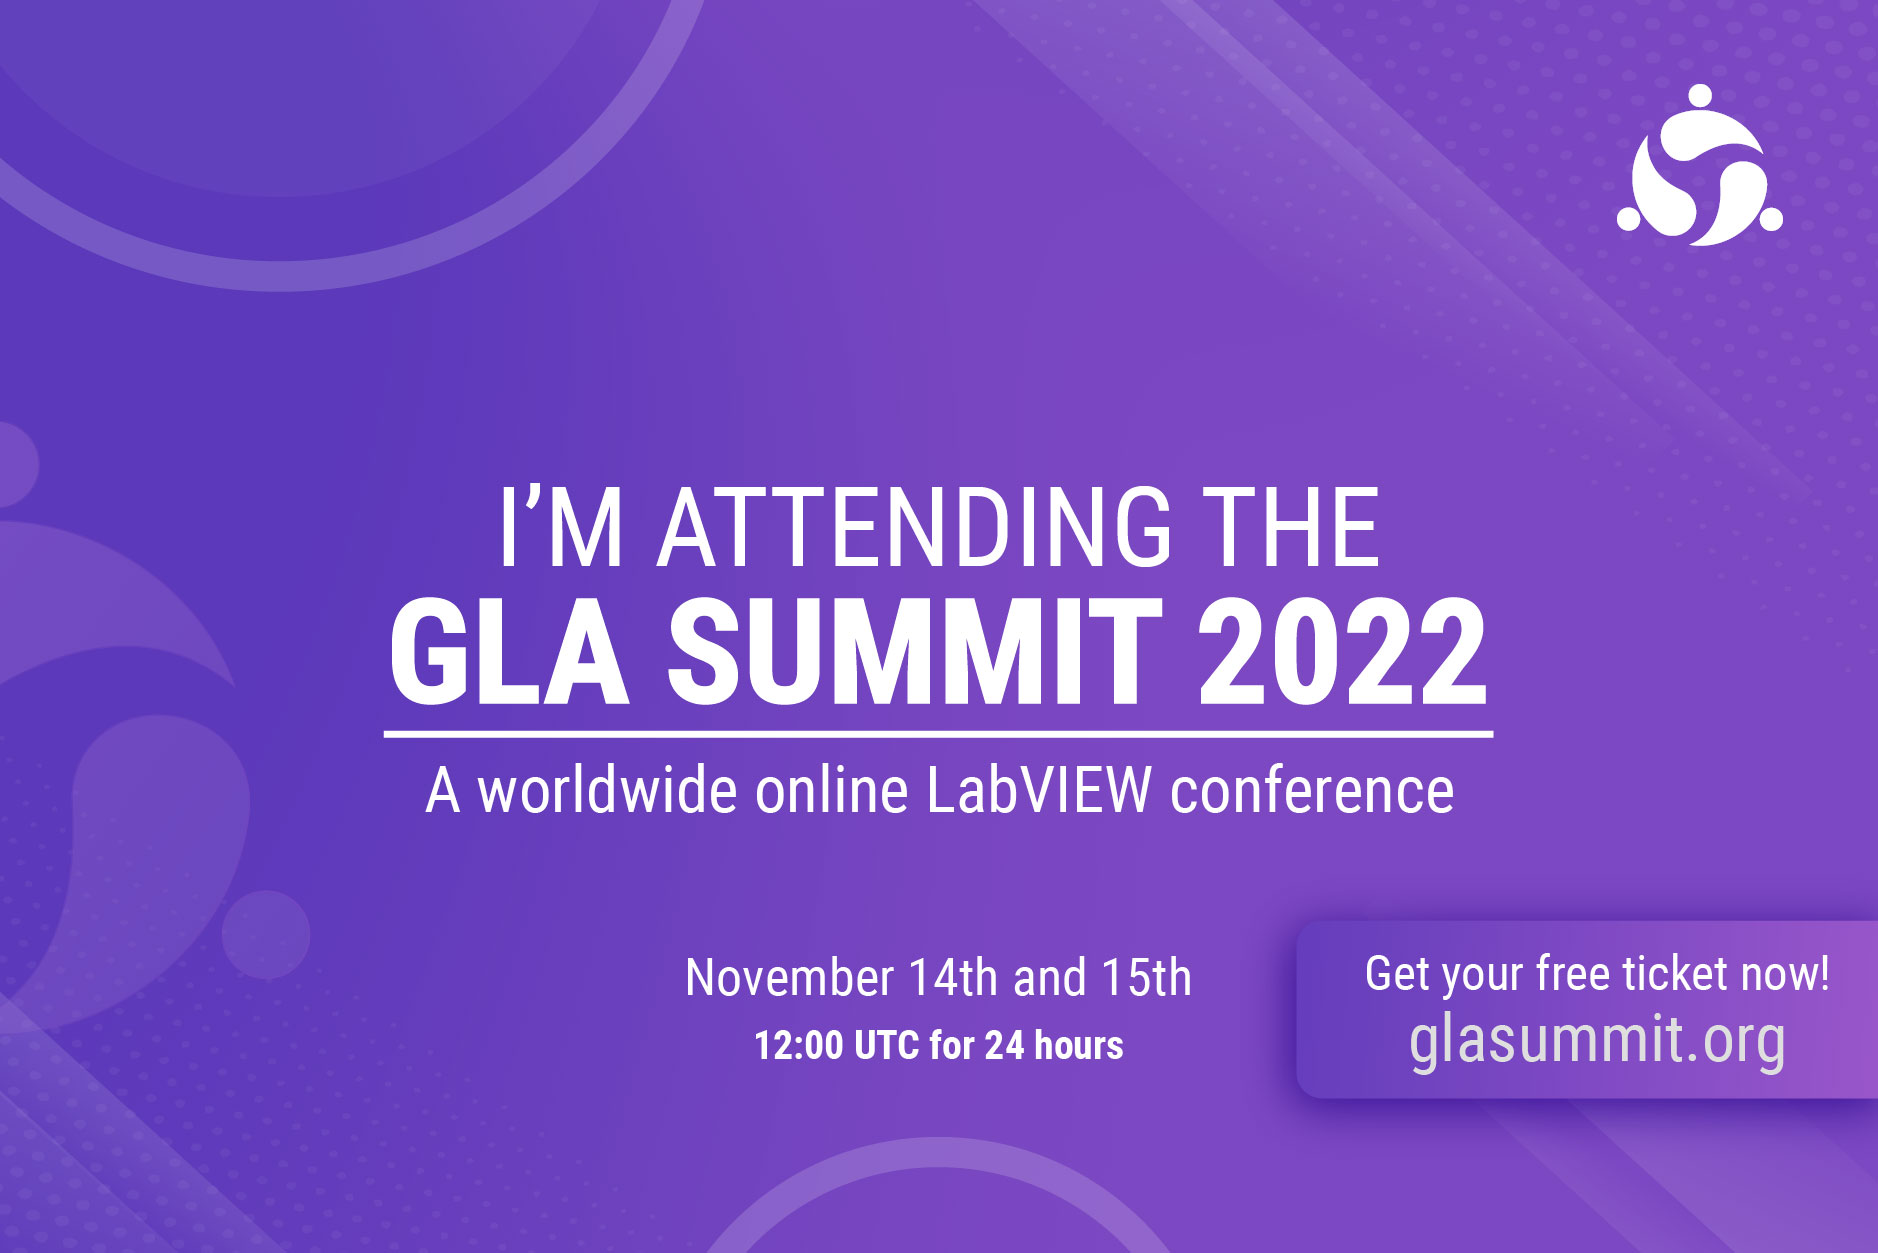 I’M ATTENDING THE
GLA SUMMIT 2022
A worldwide online LabVIEW conference
November 14th and 15th
12:00 UTC for 24 hours
Get your free ticket now!
glasummit.org